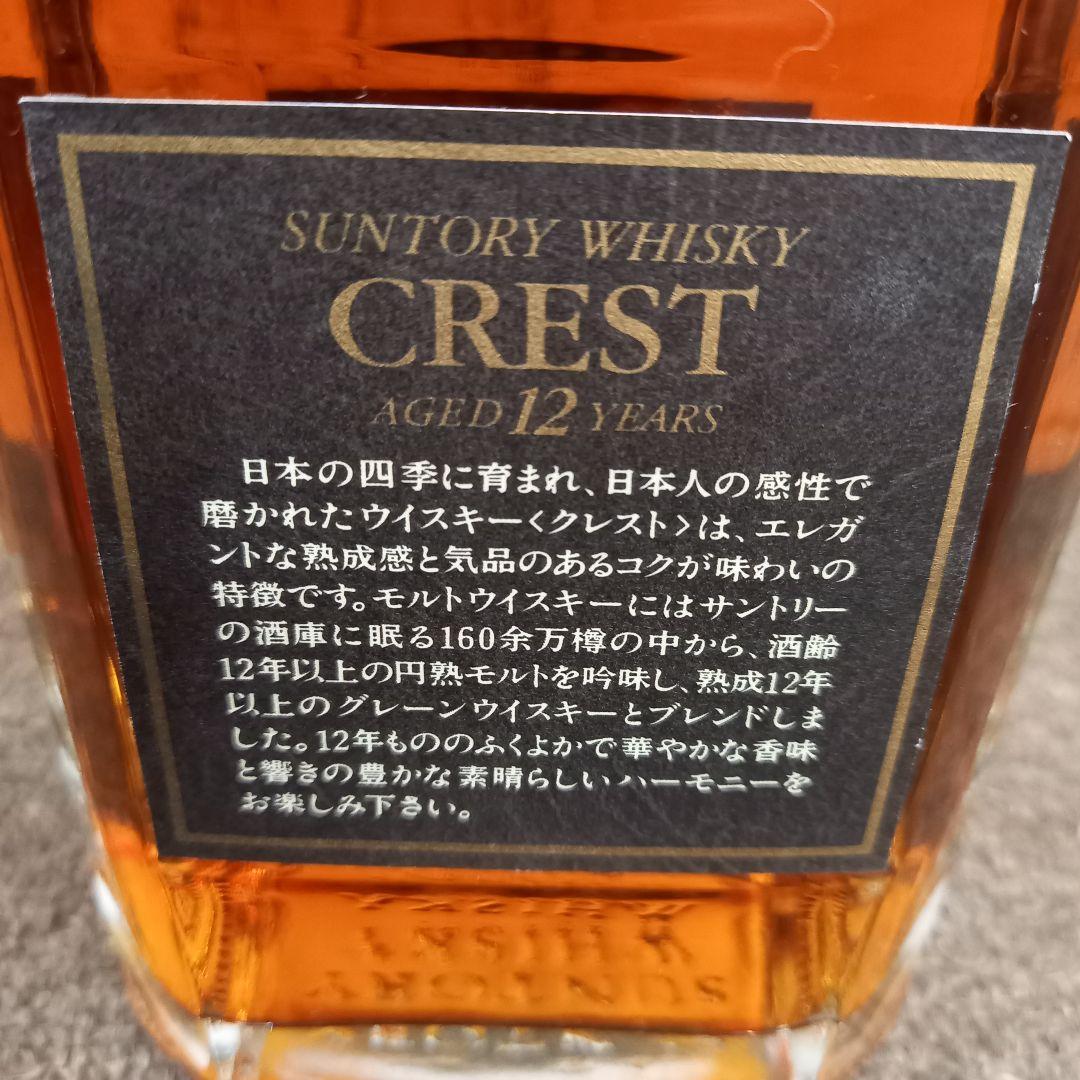 SUNTORY WHISKY
CREST
AGED 12 YEARS
日本の四季に育まれ、日本人の感性で
磨かれたウイスキー〈クレスト〉は、エレガ
ントな熟成感と気品のあるコクが味わいの
特徴です。モルトウイスキーにはサントリー
の酒庫に眠る160余万樽の中から、酒齢
12年以上の円熟モルトを吟味し、熟成12年
以上のグレーンウイスキーとブレンドしま
した。12年もののふくよかで華やかな香味
と響きの豊かな素晴らしいハーモニーを
お楽しみ下さい。
WHISKY
SUNTORY